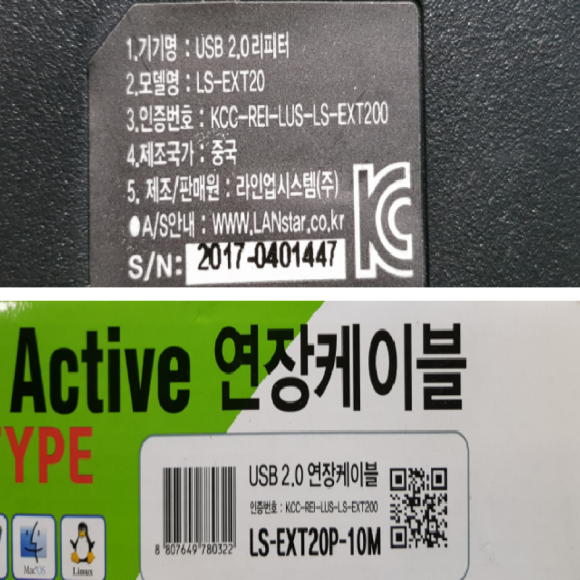 1.기기명 : USB 2.0리피터
2.모델명 : LS-EXT20
3.인증번호 : KCC-REI-LUS-LS-EXT200
4.제조국가 : 중국
5. 제조/판매원 : 라인업시스템(주)
●A/S안내 : WWW.LANstar.co.kr
S/N: 2017-0401447
Active 연장케이블
TYPE
USB 2.0 연장케이블
인증번호 : KCC-REI-LUS-LS-EXT200
LS-EXT20P-10M
8 807649 780322
MacOS
Linux